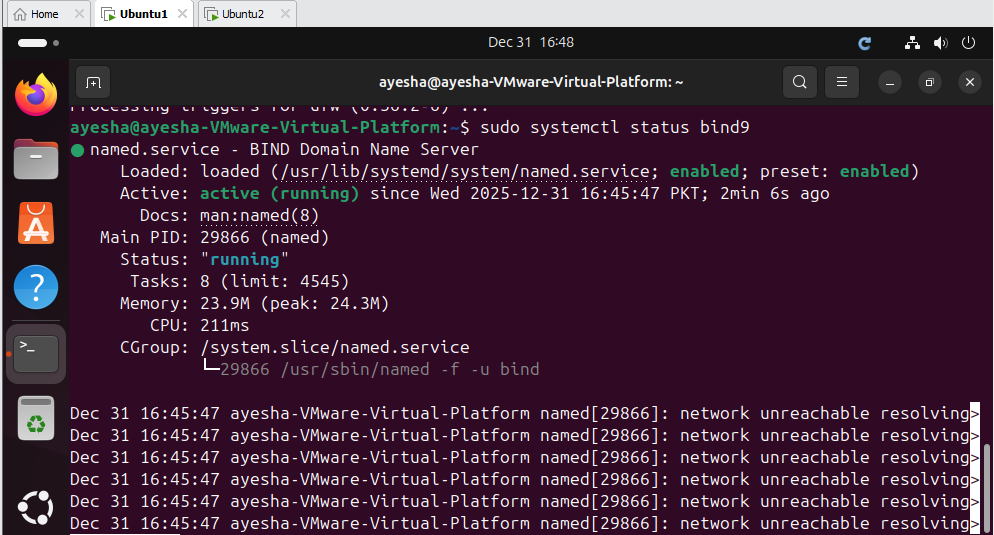 Home
Ubuntu1
Ubuntu2
Dec 31 16:48
ayesha@ayesha-VMware-Virtual-Platform: ~
Processing triggers for ufw (0.36.2-6) ...
ayesha@ayesha-VMware-Virtual-Platform:~$ sudo systemctl status bind9
named.service - BIND Domain Name Server
Loaded: loaded (/usr/lib/systemd/system/named.service; enabled; preset: enabled)
Active: active (running) since Wed 2025-12-31 16:45:47 PKT; 2min 6s ago
Docs: man:named(8)
Main PID: 29866 (named)
Status: "running"
Tasks: 8 (limit: 4545)
Memory: 23.9M (peak: 24.3M)
CPU: 211ms
CGroup: /system.slice/named.service
└─29866 /usr/sbin/named -f -u bind
Dec 31 16:45:47 ayesha-VMware-Virtual-Platform named[29866]: network unreachable resolving>
Dec 31 16:45:47 ayesha-VMware-Virtual-Platform named[29866]: network unreachable resolving>
Dec 31 16:45:47 ayesha-VMware-Virtual-Platform named[29866]: network unreachable resolving>
Dec 31 16:45:47 ayesha-VMware-Virtual-Platform named[29866]: network unreachable resolving>
Dec 31 16:45:47 ayesha-VMware-Virtual-Platform named[29866]: network unreachable resolving>
Dec 31 16:45:47 ayesha-VMware-Virtual-Platform named[29866]: network unreachable resolving>